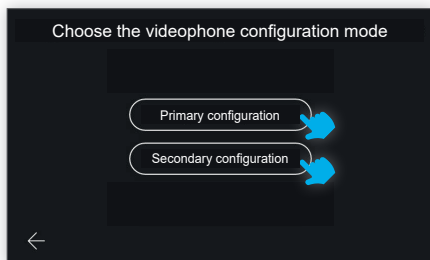 Choose the videophone configuration mode
Primary configuration
Secondary configuration